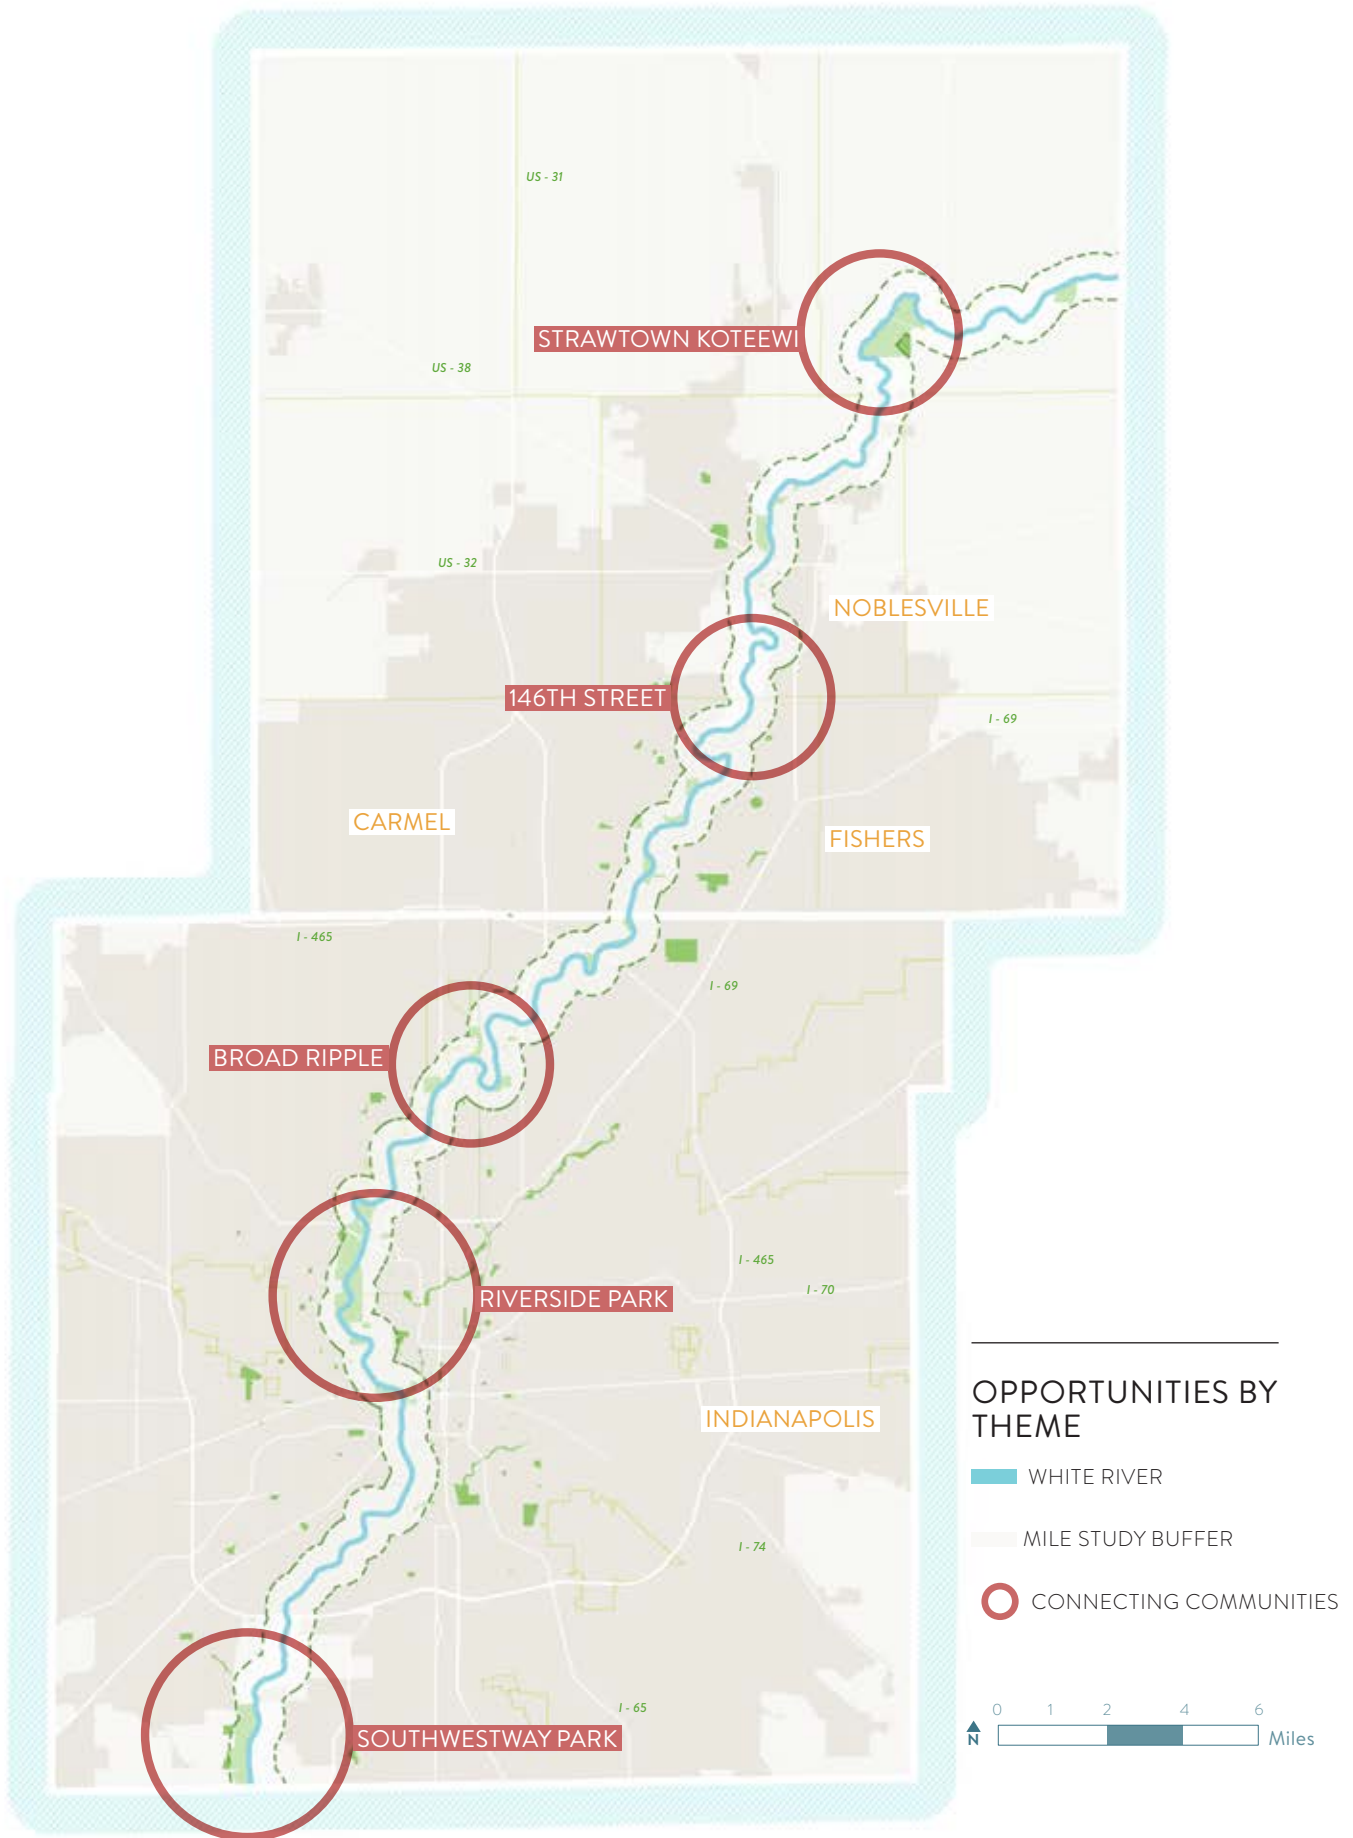 US - 31
STRAWTOWN KOTEEWI
US - 38
US - 32
NOBLESVILLE
146TH STREET
I - 69
CARMEL
FISHERS
I - 465
I - 69
BROAD RIPPLE
I - 465
I - 70
RIVERSIDE PARK
INDIANAPOLIS
I - 74
I - 65
SOUTHWESTWAY PARK
OPPORTUNITIES BY
THEME
WHITE RIVER
MILE STUDY BUFFER
CONNECTING COMMUNITIES
0 1 2 4 6
N
Miles